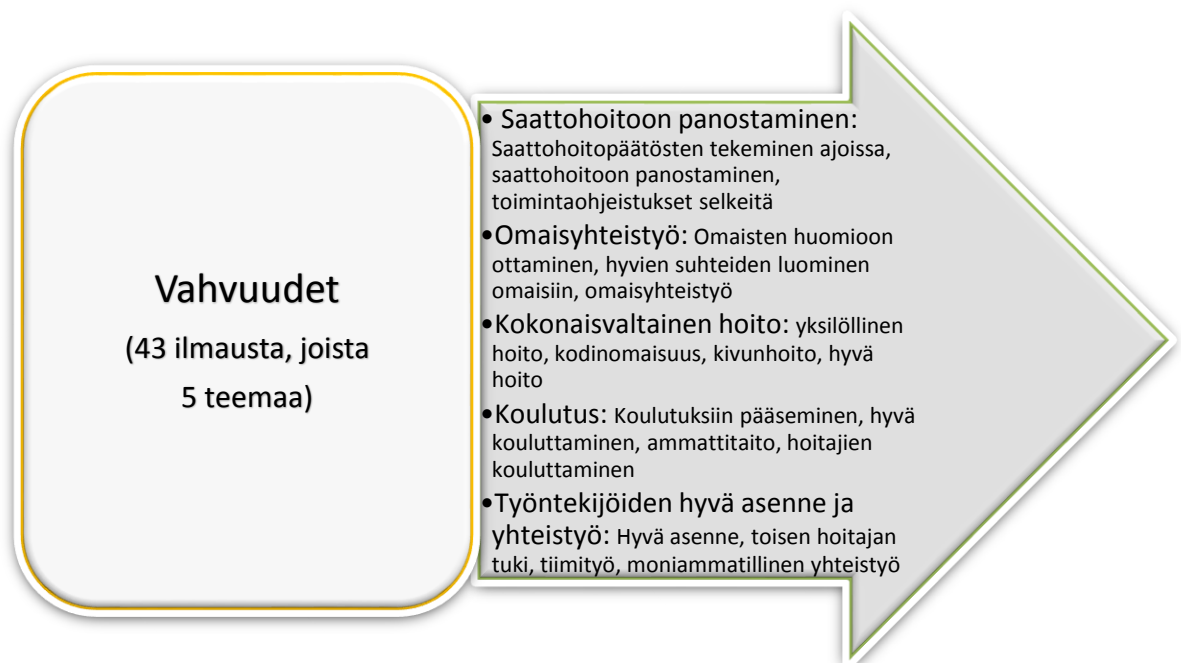 Vahvuudet
(43 ilmausta, joista
5 teemaa)
• Saattohoitoon panostaminen:
Saattohoitopäätösten tekeminen ajoissa,
saattohoitoon panostaminen,
toimintaohjeistukset selkeitä
•Omaisyhteistyö: Omaisten huomioon
ottaminen, hyvien suhteiden luominen
omaisiin, omaisyhteistyö
•Kokonaisvaltainen hoito: yksilöllinen
hoito, kodinomaisuus, kivunhoito, hyvä
hoito
•Koulutus: Koulutuksiin pääseminen, hyvä
kouluttaminen, ammattitaito, hoitajien
kouluttaminen
•Työntekijöiden hyvä asenne ja
yhteistyö: Hyvä asenne, toisen hoitajan
tuki, tiimityö, moniammatillinen yhteistyö